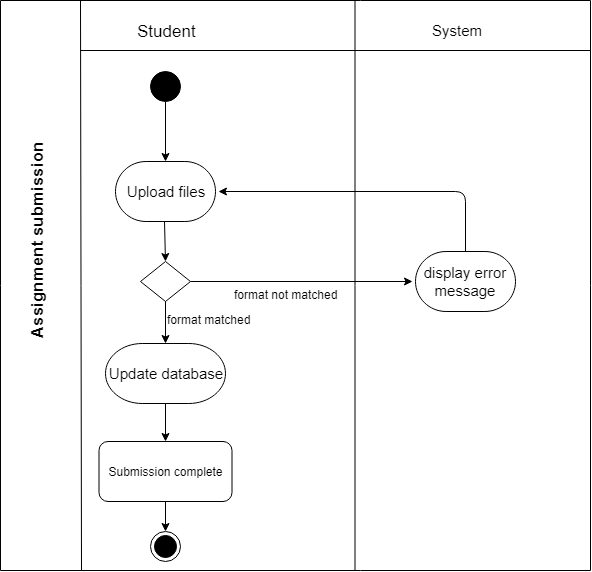 Student
System
Assignment submission
Upload files
display error
message
format not matched
format matched
Update database
Submission complete